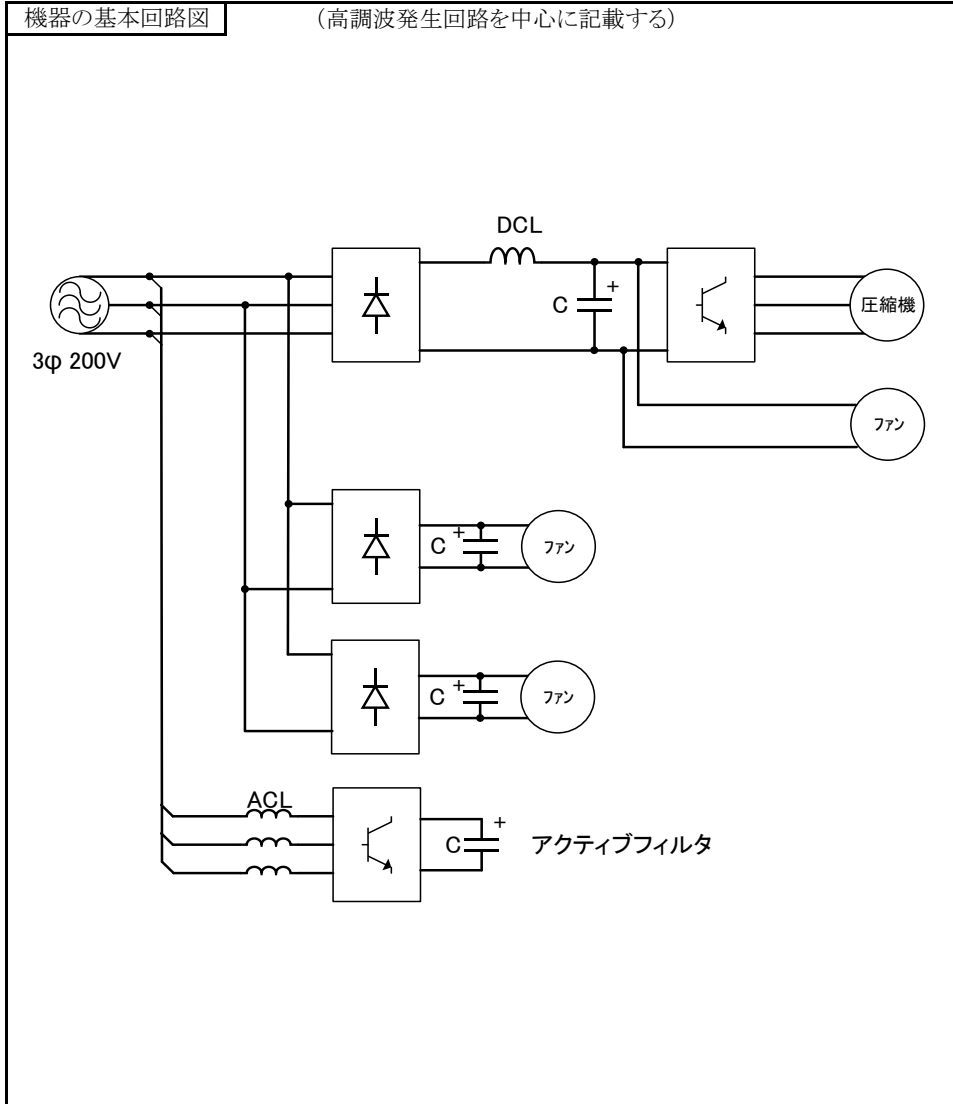 機器の基本回路図
(高調波発生回路を中心に記載する)
DCL
C
+
圧縮機
3φ 200V
ファン
C
+
ファン
C
+
ファン
ACL
C
+
アクティブフィルタ